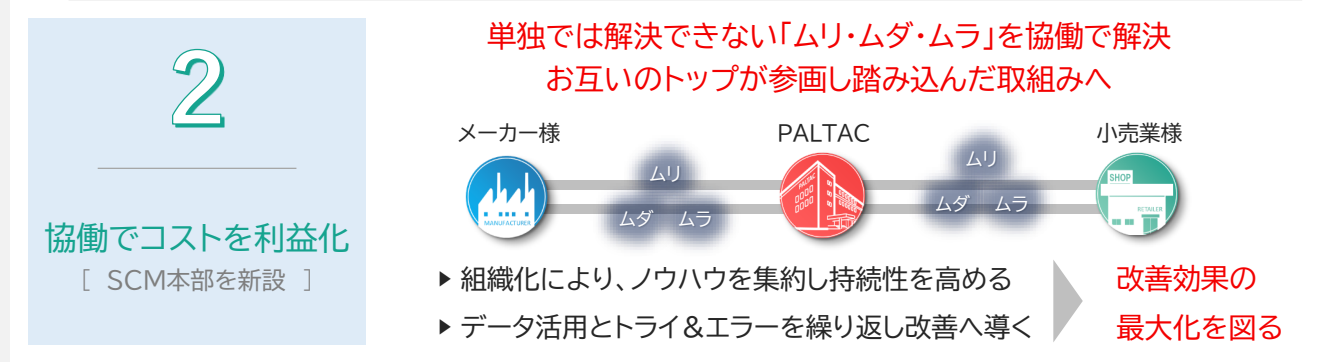 2
協働でコストを利益化
[ SCM本部を新設 ]
単独では解決できない「ムリ・ムダ・ムラ」を協働で解決
お互いのトップが参画し踏み込んだ取組みへ
メーカー様
PALTAC
小売業様
MANUFACTURER
ムリ
ムダ
ムラ
PALTAC
ムリ
ムダ
ムラ
SHOP
RETAILER
▶ 組織化により、ノウハウを集約し持続性を高める
▶ データ活用とトライ&エラーを繰り返し改善へ導く
改善効果の
最大化を図る